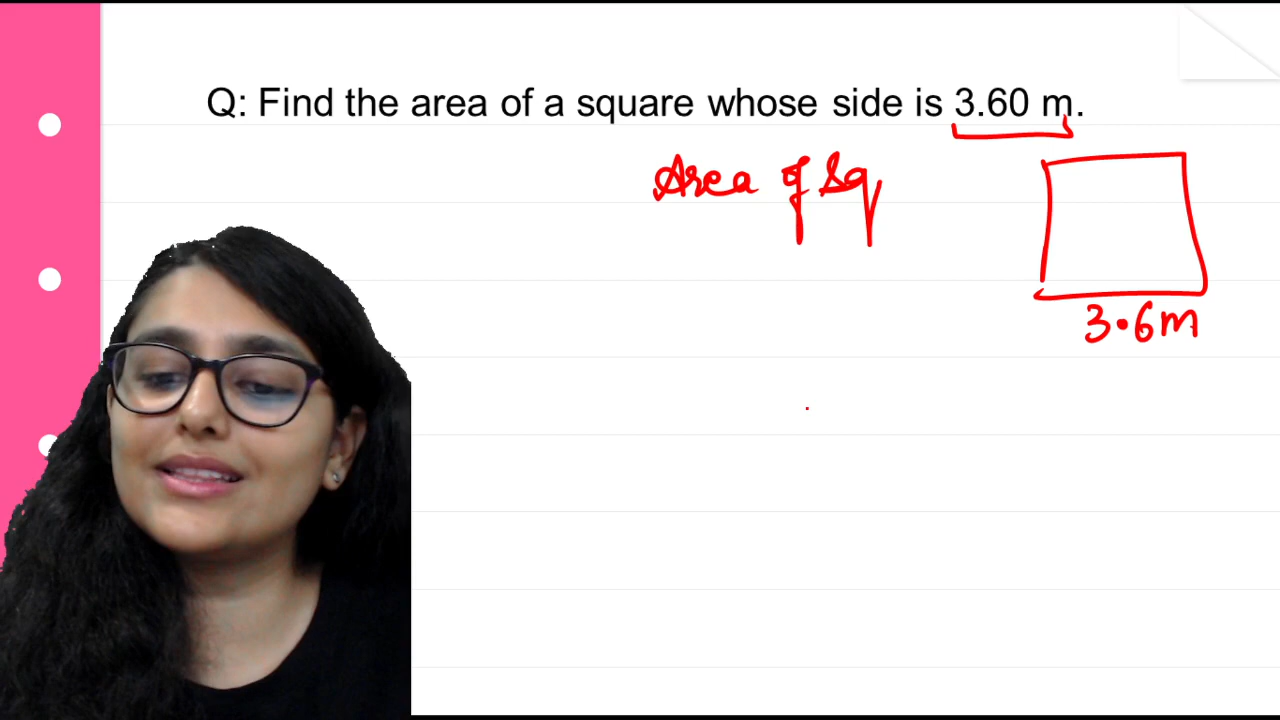 Q: Find the area of a square whose side is 3.60 m.
Area of Sq
3.6m